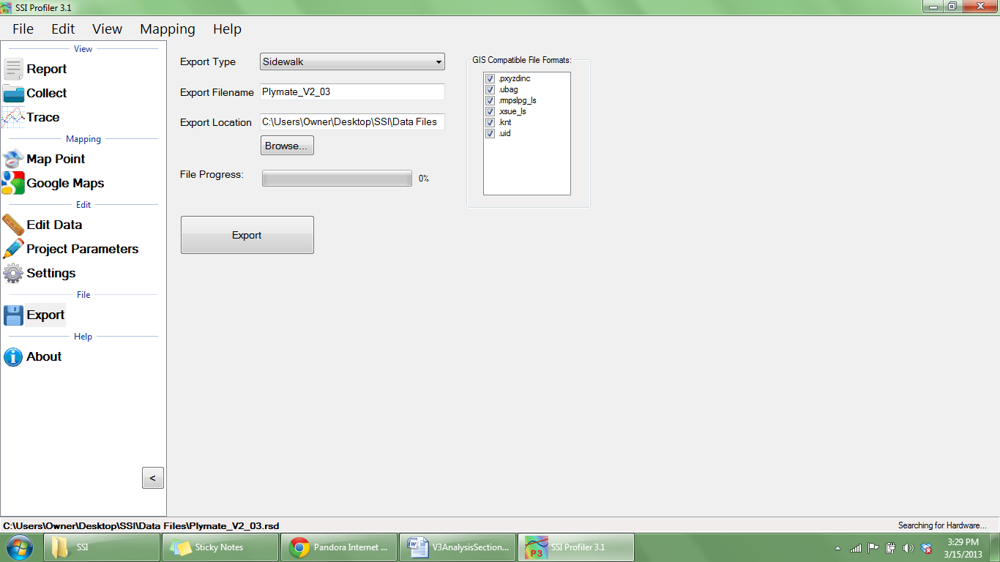 SSI Profiler 3.1
File Edit View Mapping Help
View
Report
Collect
Trace
Mapping
Map Point
Google Maps
Edit
Edit Data
Project Parameters
Settings
File
Export
Help
About
<
Export Type Sidewalk
Export Filename Plymate_V2_03
Export Location C:\Users\Owner\Desktop\SSI\Data Files
Browse...
File Progress: 0%
Export
GIS Compatible File Formats:
.pxyzdinc
.ubag
.rmpslpg_ls
.xsue_ls
.knt
.uid
C:\Users\Owner\Desktop\SSI\Data Files\Plymate_V2_03.rsd
Searching for Hardware...
SSI
Sticky Notes
Pandora Internet ...
V3AnalysisSection...
P3
SSI Profiler 3.1
3:29 PM
3/15/2013